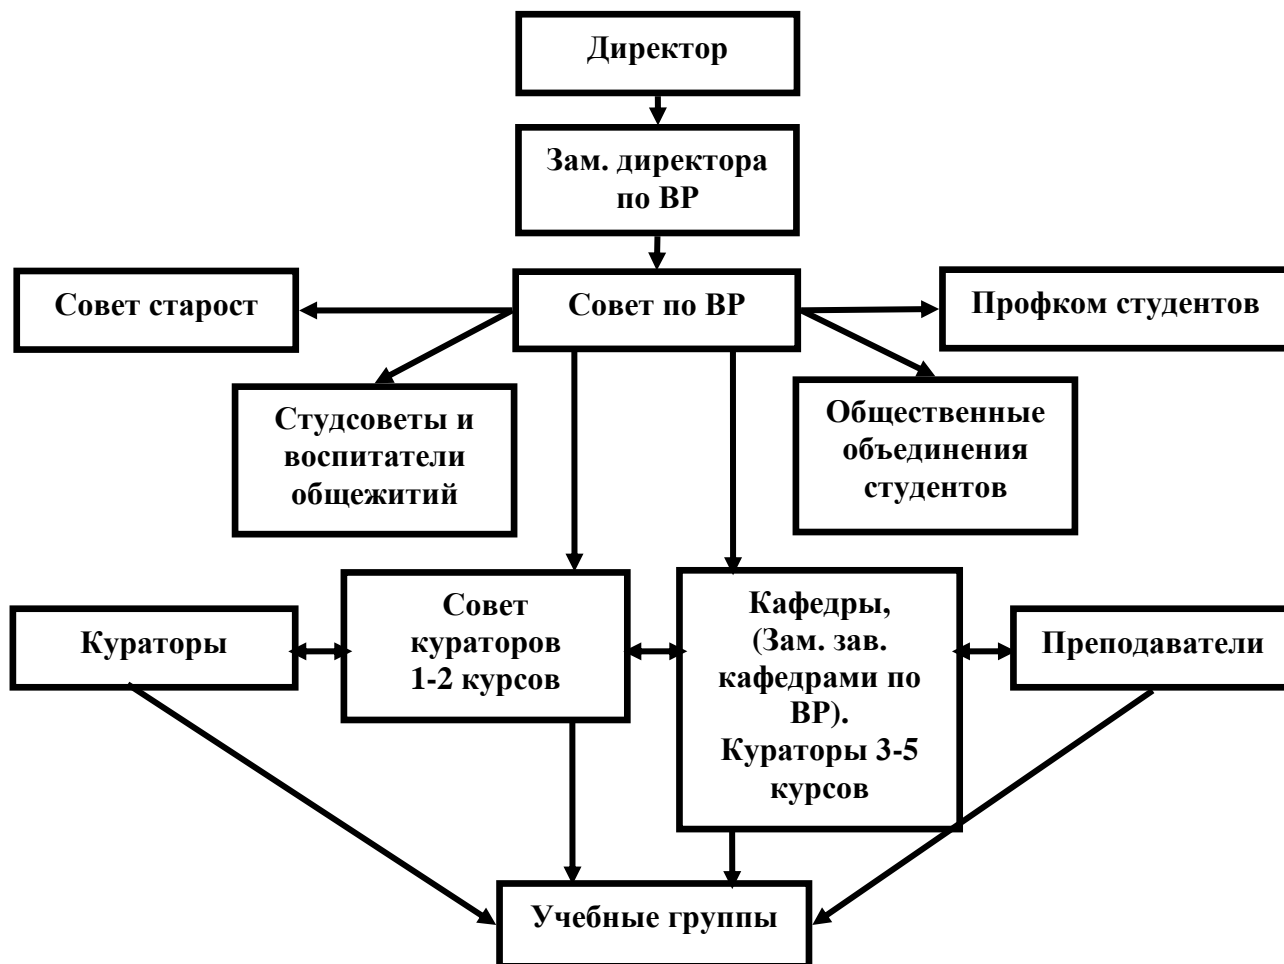 Директор
Зам. директора
по ВР
Совет старост
Совет по ВР
Профком студентов
Студсоветы и
воспитатели
общежитий
Общественные
объединения
студентов
Кураторы
Совет
кураторов
1-2 курсов
Кафедры,
(Зам. зав.
кафедрами по
ВР).
Кураторы 3-5
курсов
Преподаватели
Учебные группы